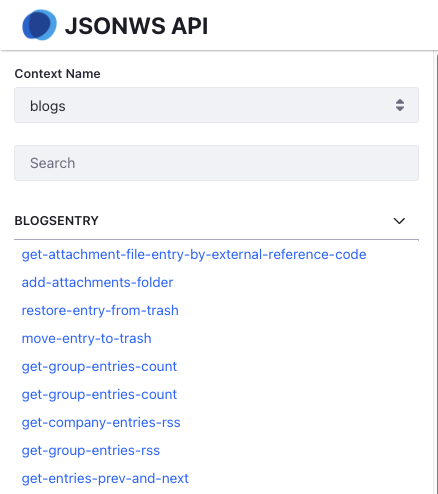 JSONWS API
Context Name
blogs
Search
BLOGSENTRY
get-attachment-file-entry-by-external-reference-code
add-attachments-folder
restore-entry-from-trash
move-entry-to-trash
get-group-entries-count
get-group-entries-count
get-company-entries-rss
get-group-entries-rss
get-entries-prev-and-next